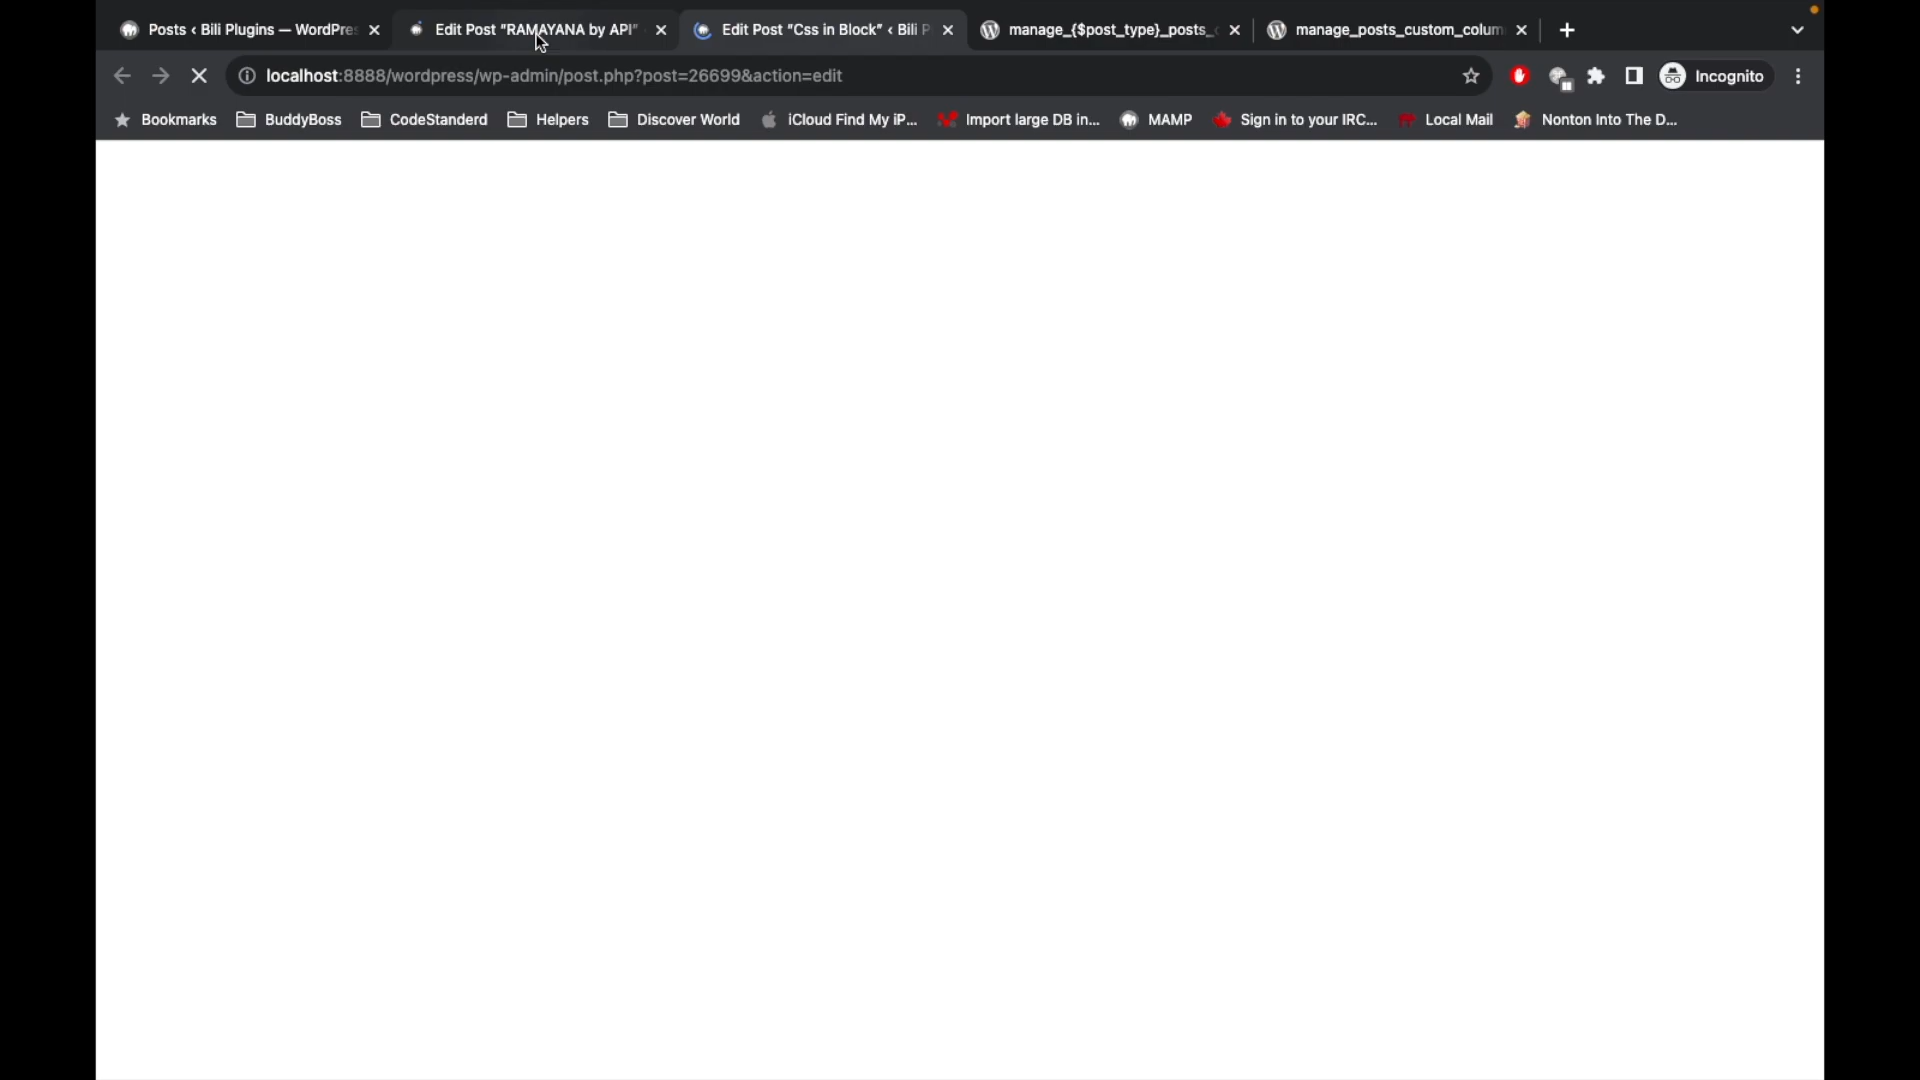 Posts ‹ Bili Plugins — WordPres
Edit Post “RAMAYANA by API”
Edit Post “Css in Block” ‹ Bili P
manage_{$post_type}_posts_c
manage_posts_custom_colum
localhost:8888/wordpress/wp-admin/post.php?post=26699&action=edit
Incognito
Bookmarks
BuddyBoss
CodeStanderd
Helpers
Discover World
iCloud Find My iP...
Import large DB in...
MAMP
Sign in to your IRC...
Local Mail
Nonton Into The D...